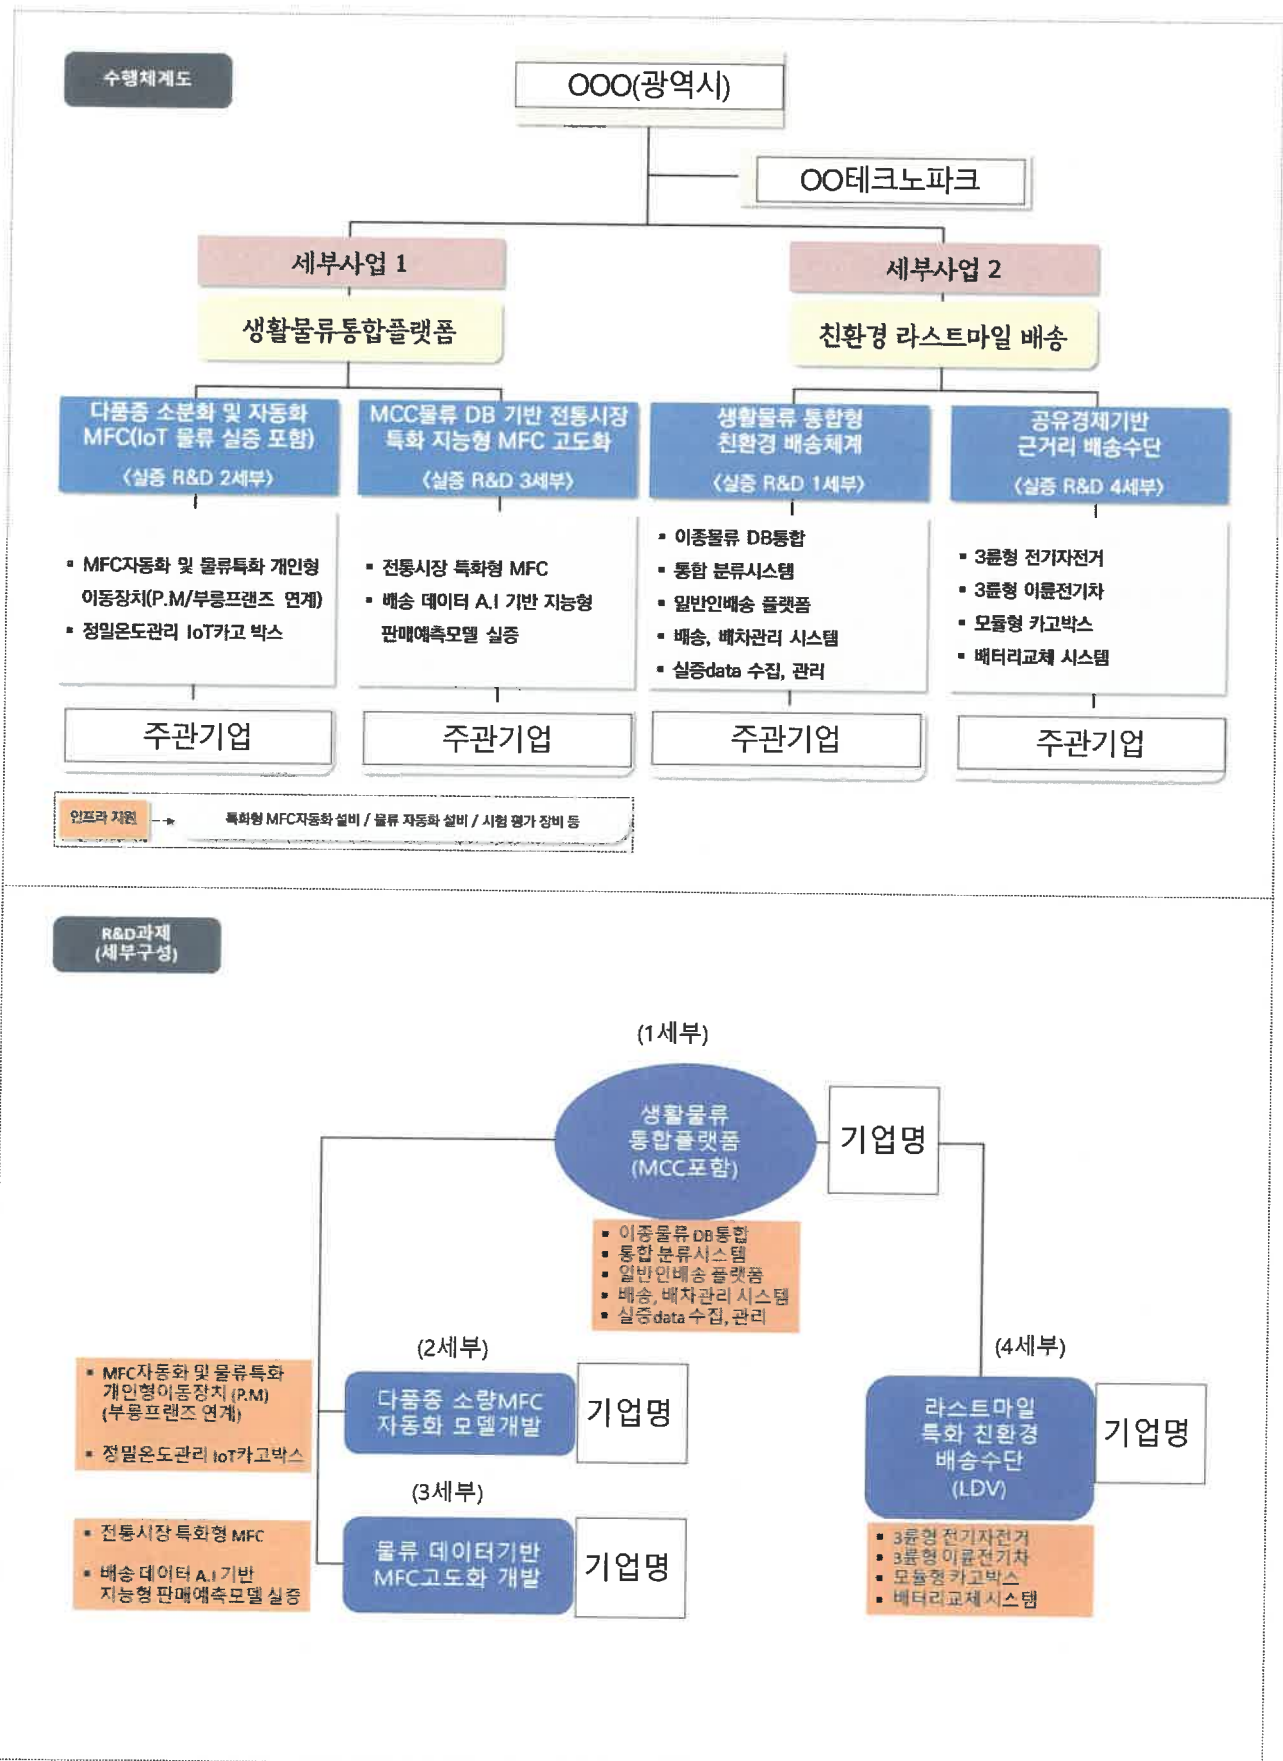 수행체계도
OOO(광역시)
OO테크노파크
세부사업 1
세부사업 2
생활물류통합플랫폼
친환경 라스트마일 배송
다품종 소분화 및 자동화
MFC(IoT 물류 실증 포함)
<실증 R&D 2세부>
MCC물류 DB 기반 전통시장
특화 지능형 MFC 고도화
<실증 R&D 3세부>
생활물류 통합형
친환경 배송체계
<실증 R&D 1세부>
공유경제기반
근거리 배송수단
<실증 R&D 4세부>
▪ MFC자동화 및 물류특화 개인형
이동장치(P.M/부릉프랜즈 연계)
▪ 정밀온도관리 IoT카고 박스
▪ 전통시장 특화형 MFC
▪ 배송 데이터 A.I 기반 지능형
판매예측모델 실증
▪ 이종물류 DB통합
▪ 통합 분류시스템
▪ 일반인배송 플랫폼
▪ 배송, 배차관리 시스템
▪ 실증data 수집, 관리
▪ 3륜형 전기자전거
▪ 3륜형 이륜전기차
▪ 모듈형 카고박스
▪ 배터리교체 시스템
주관기업
주관기업
주관기업
주관기업
인프라 지원
특화형 MFC자동화 설비 / 물류 자동화 설비 / 시험 평가 장비 등
R&D과제
(세부구성)
(1세부)
생활물류
통합플랫폼
(MCC포함)
기업명
▪ 이종물류 DB통합
▪ 통합 분류시스템
▪ 일반인배송 플랫폼
▪ 배송, 배차관리 시스템
▪ 실증data 수집, 관리
(2세부)
▪ MFC자동화 및 물류특화
개인형이동장치 (P.M)
(부릉프랜즈 연계)
▪ 정밀온도관리 IoT카고박스
다품종 소량MFC
자동화 모델개발
기업명
(3세부)
▪ 전통시장 특화형 MFC
▪ 배송 데이터 A.I 기반
지능형 판매예측모델 실증
물류 데이터기반
MFC고도화 개발
기업명
(4세부)
라스트마일
특화 친환경
배송수단
(LDV)
기업명
▪ 3륜형 전기자전거
▪ 3륜형 이륜전기차
▪ 모듈형 카고박스
▪ 배터리교체 시스템